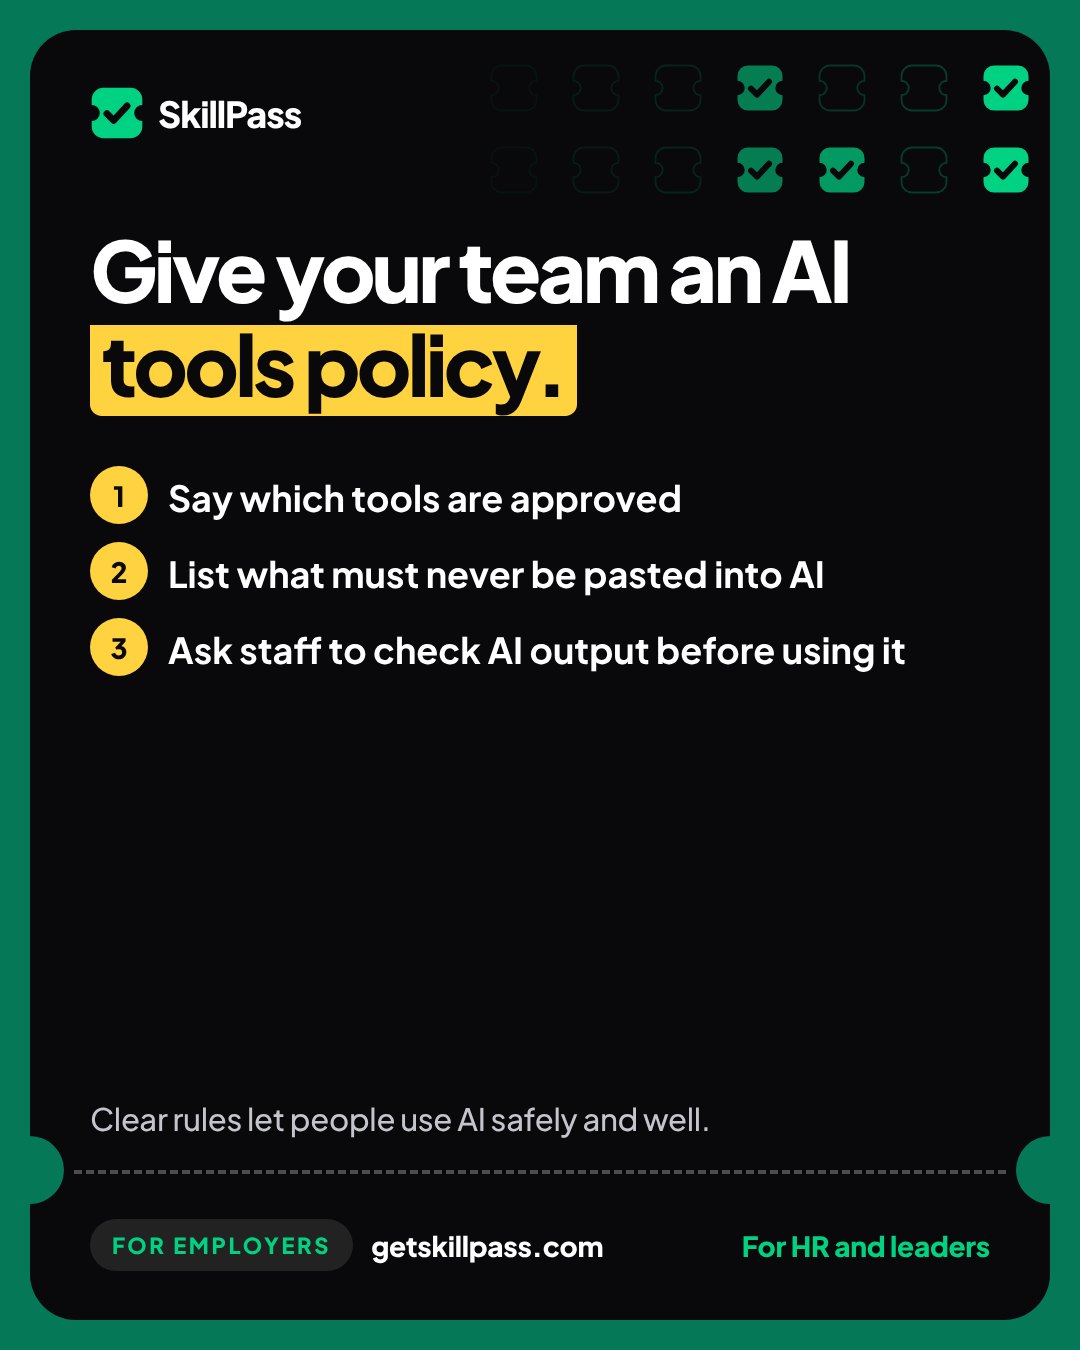 SkillPass
Give your team an AI
tools policy.
1 Say which tools are approved
2 List what must never be pasted into AI
3 Ask staff to check AI output before using it
Clear rules let people use AI safely and well.
FOR EMPLOYERS getskillpass.com For HR and leaders